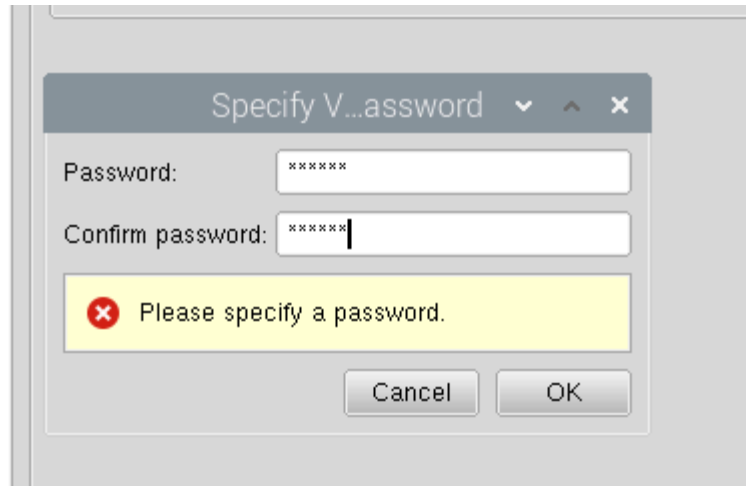 Specify V...assword
Password: ******
Confirm password: ******
Please specify a password.
Cancel OK